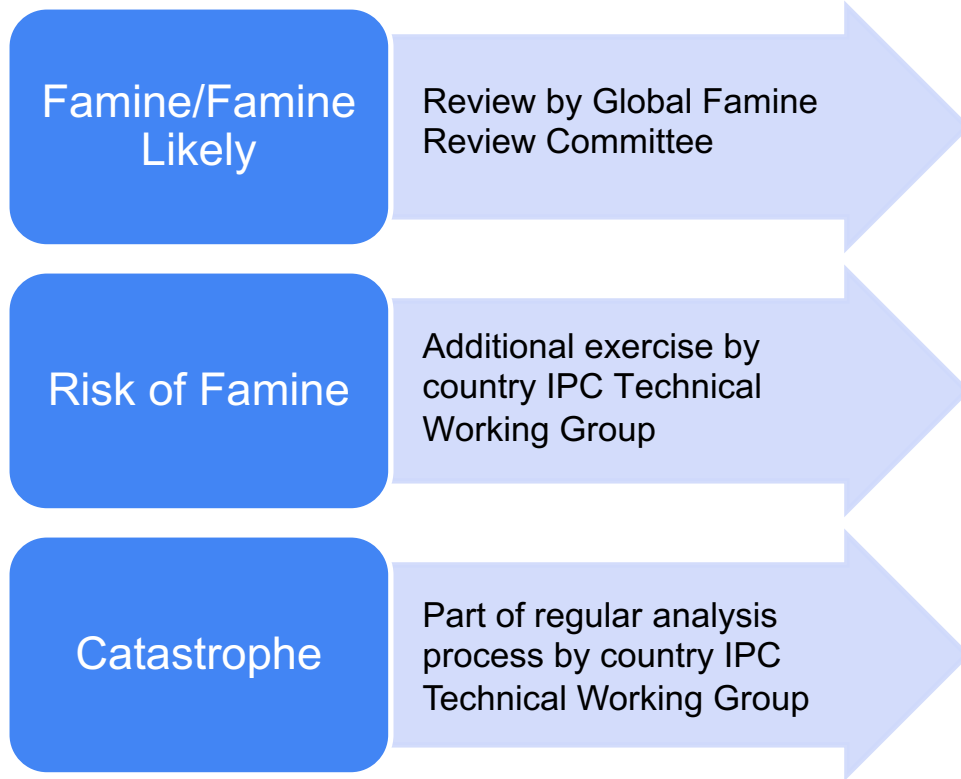 Famine/Famine
Likely
Review by Global Famine
Review Committee
Risk of Famine
Additional exercise by
country IPC Technical
Working Group
Catastrophe
Part of regular analysis
process by country IPC
Technical Working Group